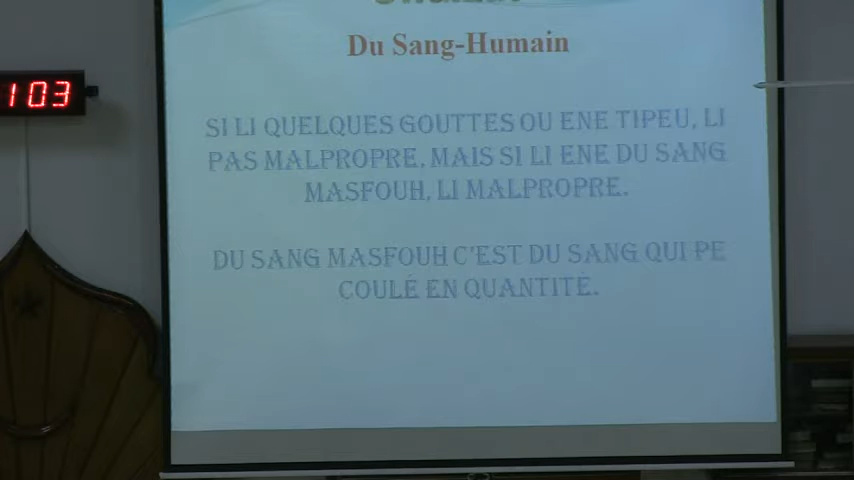 Du Sang-Humain
103
SI LI QUELQUES GOUTTES OU ENE TIPEU, LI
PAS MALPROPRE, MAIS SI LI ENE DU SANG
MASFOUH, LI MALPROPRE.
DU SANG MASFOUH C'EST DU SANG QUI PE
COULÉ EN QUANTITÉ.